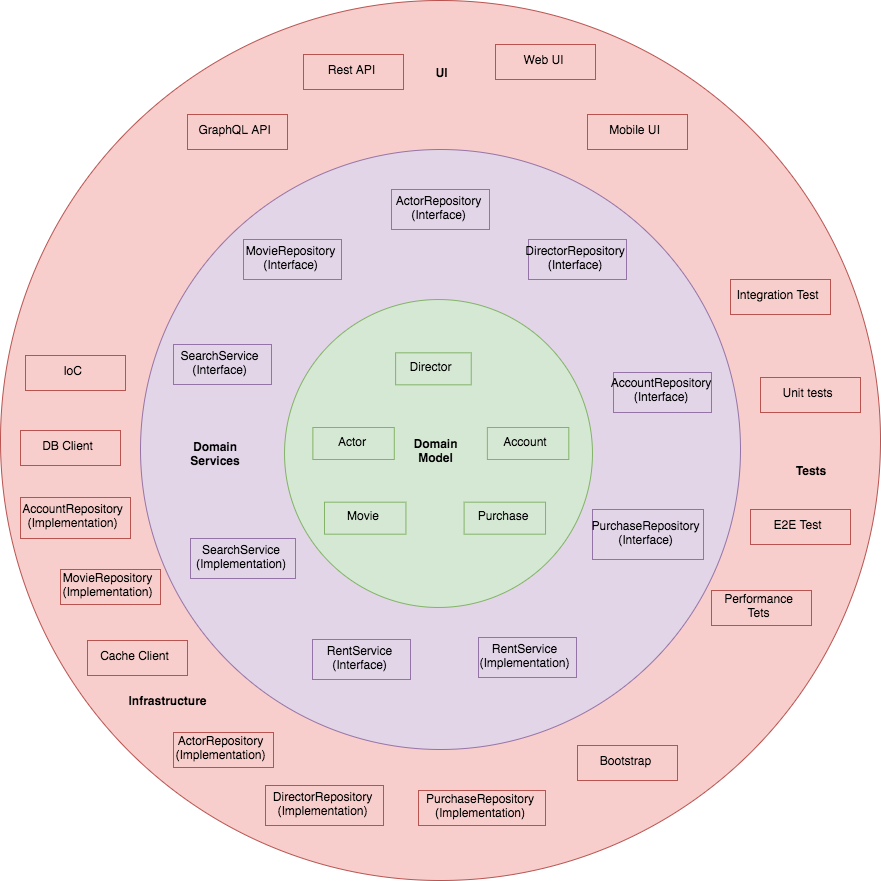 Rest API
UI
Web UI
GraphQL API
Mobile UI
ActorRepository
(Interface)
MovieRepository
(Interface)
DirectorRepository
(Interface)
Integration Test
SearchService
(Interface)
Director
IoC
AccountRepository
(Interface)
Unit tests
DB Client
Domain
Services
Actor
Domain
Model
Account
Tests
AccountRepository
(Implementation)
Movie
Purchase
PurchaseRepository
(Interface)
E2E Test
SearchService
(Implementation)
MovieRepository
(Implementation)
Performance
Tets
Cache Client
RentService
(Interface)
RentService
(Implementation)
Infrastructure
ActorRepository
(Implementation)
Bootstrap
DirectorRepository
(Implementation)
PurchaseRepository
(Implementation)